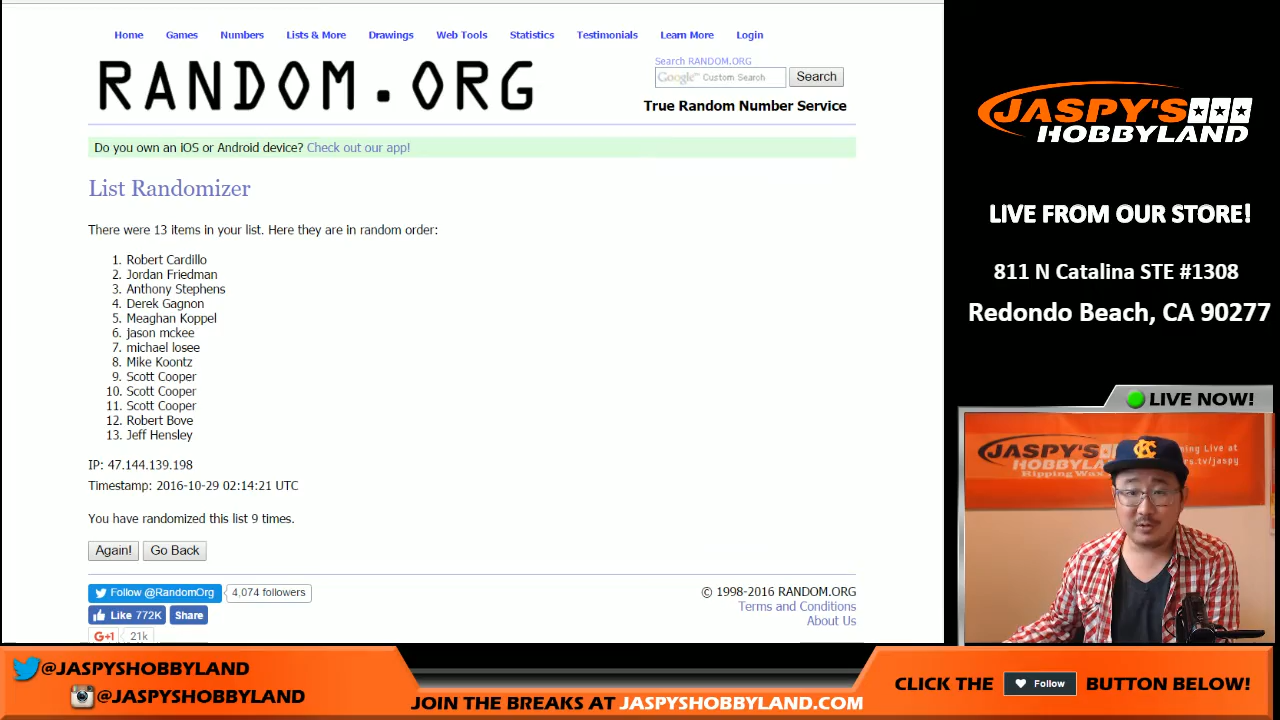 Home Games Numbers Lists & More Drawings Web Tools Statistics Testimonials Learn More Login
RANDOM.ORG
Search RANDOM.ORG
Google™ Custom Search Search
True Random Number Service
Do you own an iOS or Android device? Check out our app!
List Randomizer
There were 13 items in your list. Here they are in random order:
1. Robert Cardillo
2. Jordan Friedman
3. Anthony Stephens
4. Derek Gagnon
5. Meaghan Koppel
6. jason mckee
7. michael losee
8. Mike Koontz
9. Scott Cooper
10. Scott Cooper
11. Scott Cooper
12. Robert Bove
13. Jeff Hensley
IP: 47.144.139.198
Timestamp: 2016-10-29 02:14:21 UTC
You have randomized this list 9 times.
Again! Go Back
Follow @RandomOrg 4,074 followers
Like 772K Share
G+1 21k
© 1998-2016 RANDOM.ORG
Terms and Conditions
About Us
JASPY'S
HOBBYLAND
LIVE FROM OUR STORE!
811 N Catalina STE #1308
Redondo Beach, CA 90277
LIVE NOW!
JASPY'S
HOBBYLAND
KC
@JASPYSHOBBYLAND
@JASPYSHOBBYLAND
JOIN THE BREAKS AT JASPYSHOBBYLAND.COM
CLICK THE Follow BUTTON BELOW!